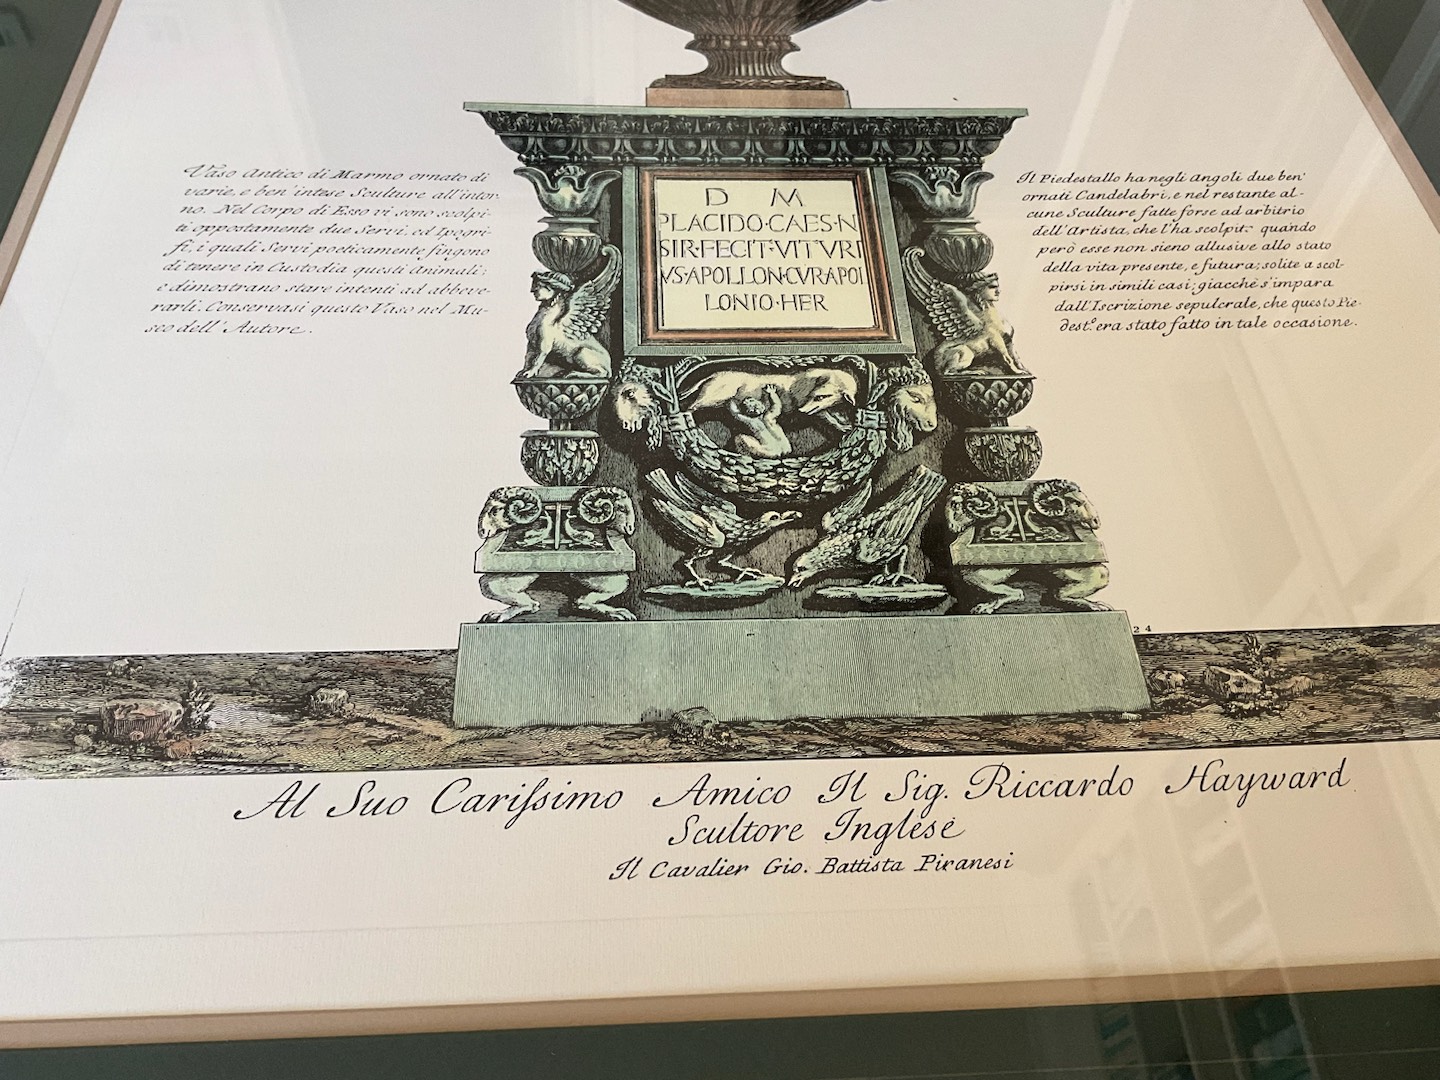 Vaso antico di Marmo ornato di
varie, e ben'intese Sculture all'intor-
no. Nel Corpo di Esso vi sono scolpi-
ti oppostamente due Servi, ed Ipogri-
fi, i quali Servi poeticamente fingono
di tenere in Custodia questi Animali;
e dimostrano stare intenti ad abbeve-
rarli. Conservasi questo Vaso nel Mu-
seo dell'Autore.
D M
PLACIDO·CAES·N
SIR·FECIT·VITVRI
VS·APOLLON·CVRAPOL
LONIO·HER
Il Piedestallo ha negli angoli due ben'
ornati Candelabri, e nel restante al-
cune Sculture fatte forse ad arbitrio
dell'Artista, che l'ha scolpit: quando
però esse non sieno allusive allo stato
della vita presente, e futura; solite a scol-
pirsi in simili casi; giacchè s'impara
dall'Iscrizione sepulcrale, che questo Pie-
dest.º era stato fatto in tale occasione.
24
Al Suo Carissimo Amico Il Sig. Riccardo Hayward
Scultore Inglese
Il Cavalier Gio. Battista Piranesi